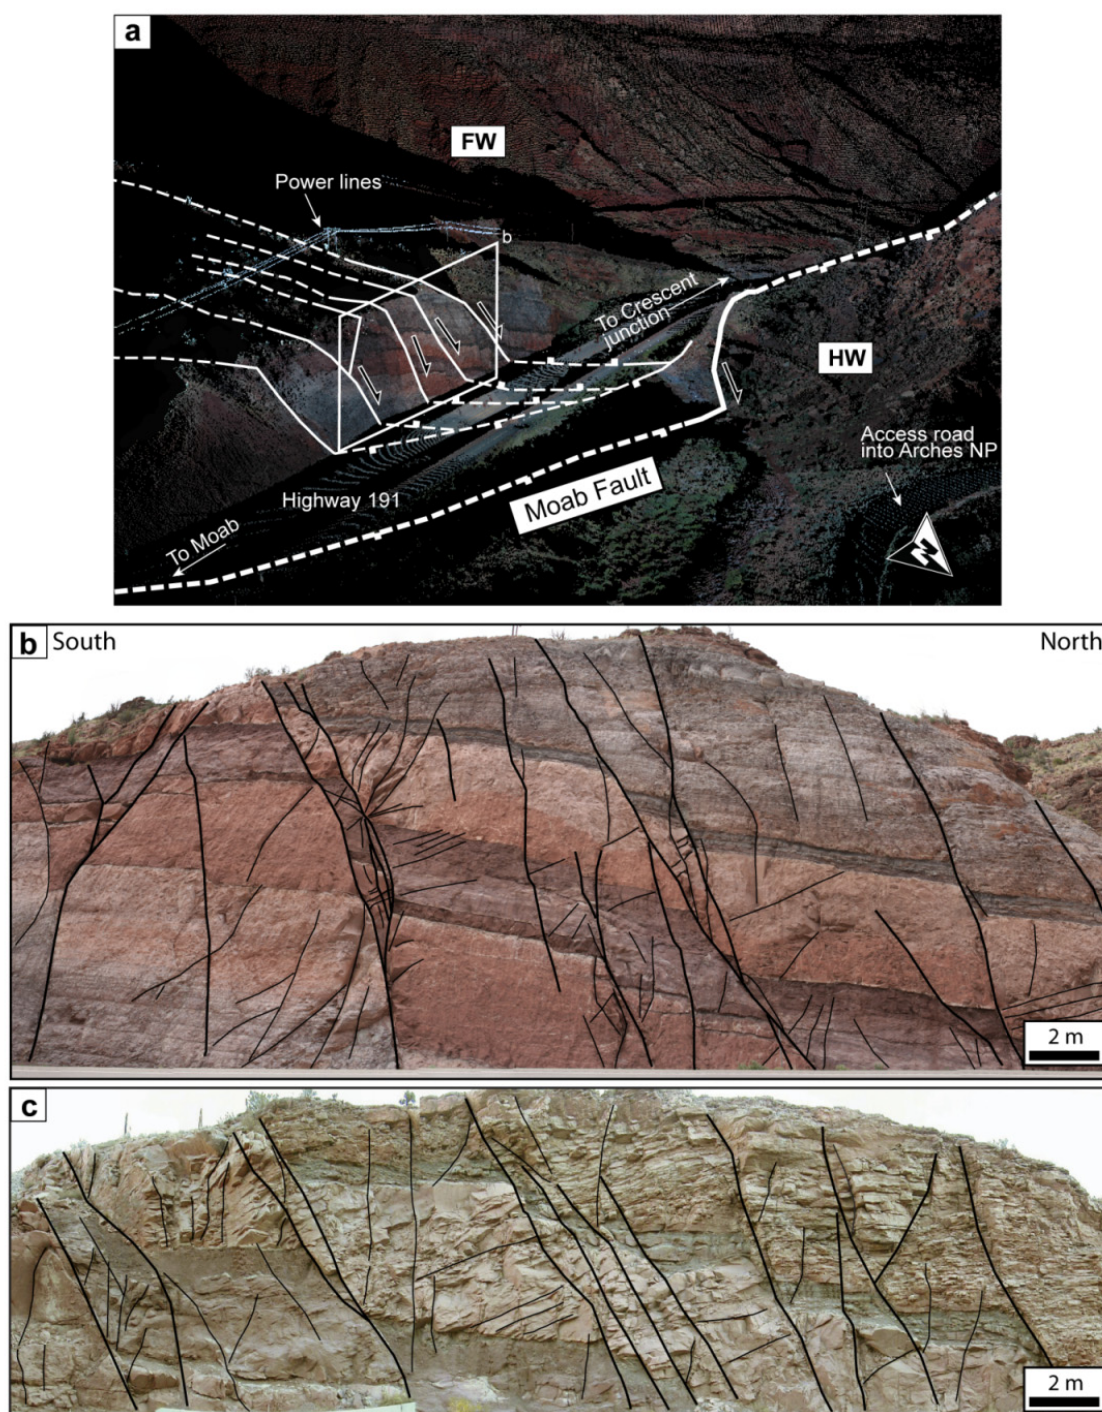 a
FW
Power lines
b
To Crescent
junction
HW
Access road
into Arches NP
Highway 191
Moab Fault
To Moab
N
b South
North
2 m
c
2 m